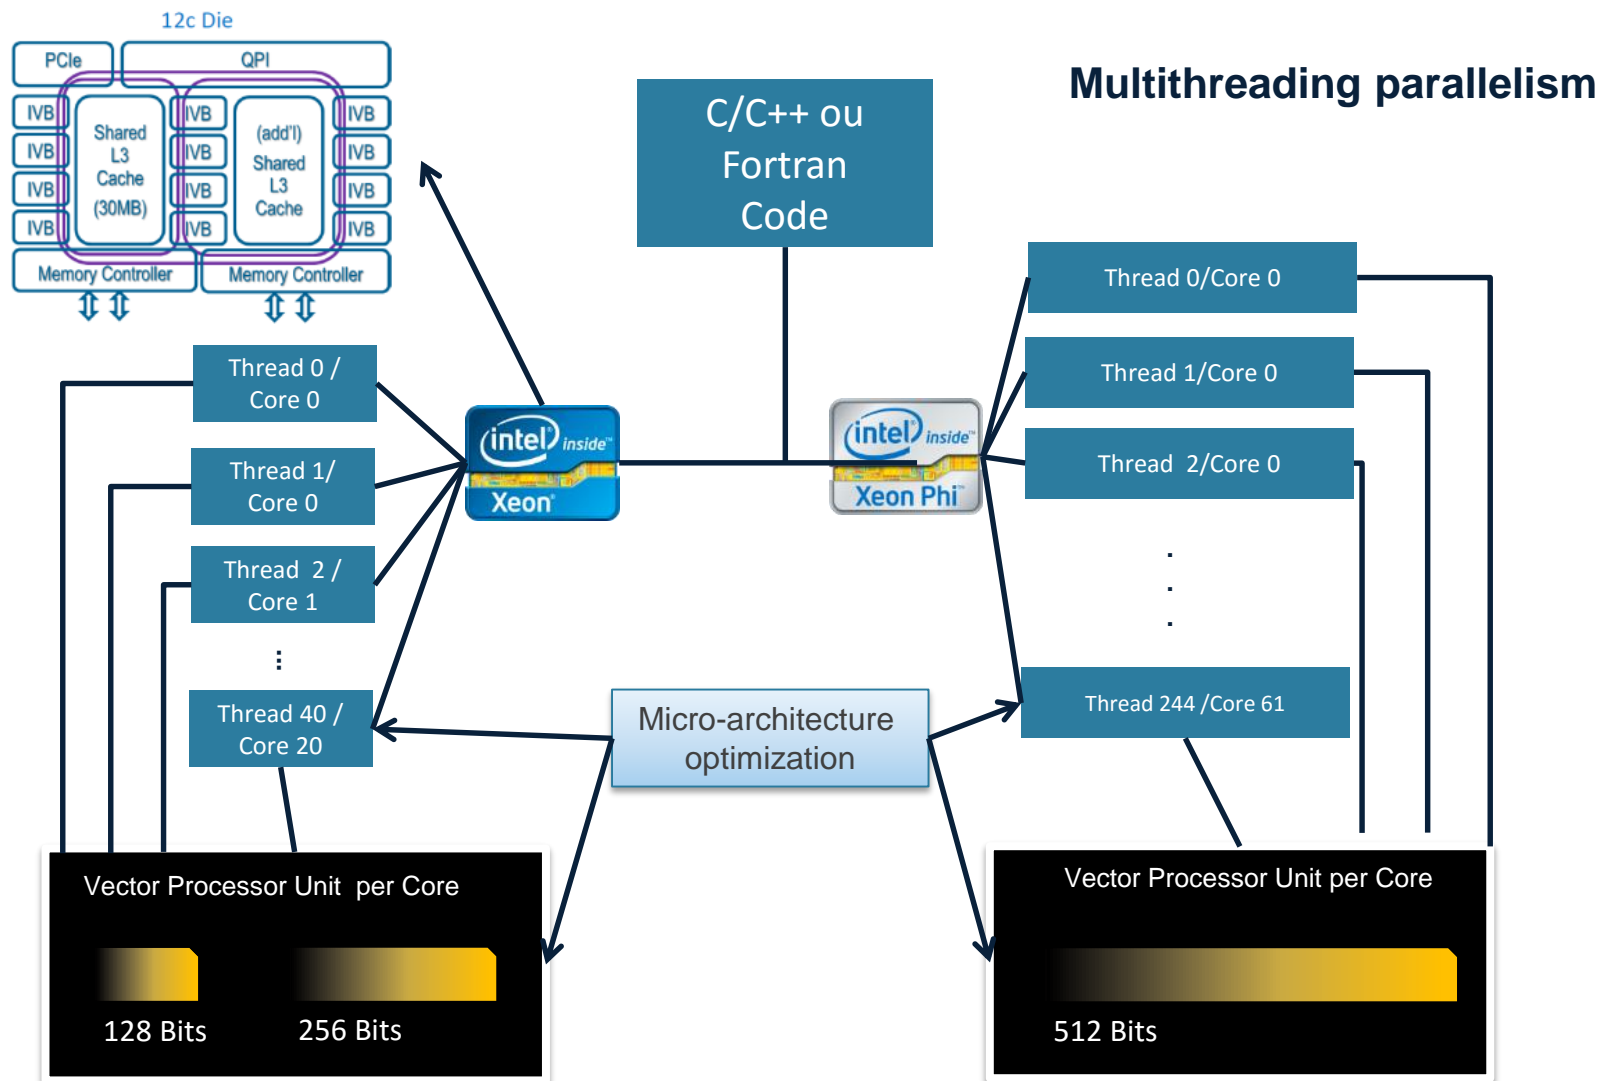 12c Die
PCIe
QPI
IVB
IVB
IVB
IVB
Shared
L3
Cache
(30MB)
IVB
IVB
IVB
IVB
(add'l)
Shared
L3
Cache
IVB
IVB
IVB
IVB
Memory Controller
Memory Controller
C/C++ ou
Fortran
Code
Multithreading parallelism
Thread 0 /
Core 0
Thread 1/
Core 0
Thread 2 /
Core 1
...
Thread 40 /
Core 20
intel® inside™
Xeon®
intel® inside™
Xeon Phi™
Thread 0/Core 0
Thread 1/Core 0
Thread 2/Core 0
.
.
.
Thread 244 /Core 61
Micro-architecture
optimization
Vector Processor Unit per Core
128 Bits
256 Bits
Vector Processor Unit per Core
512 Bits